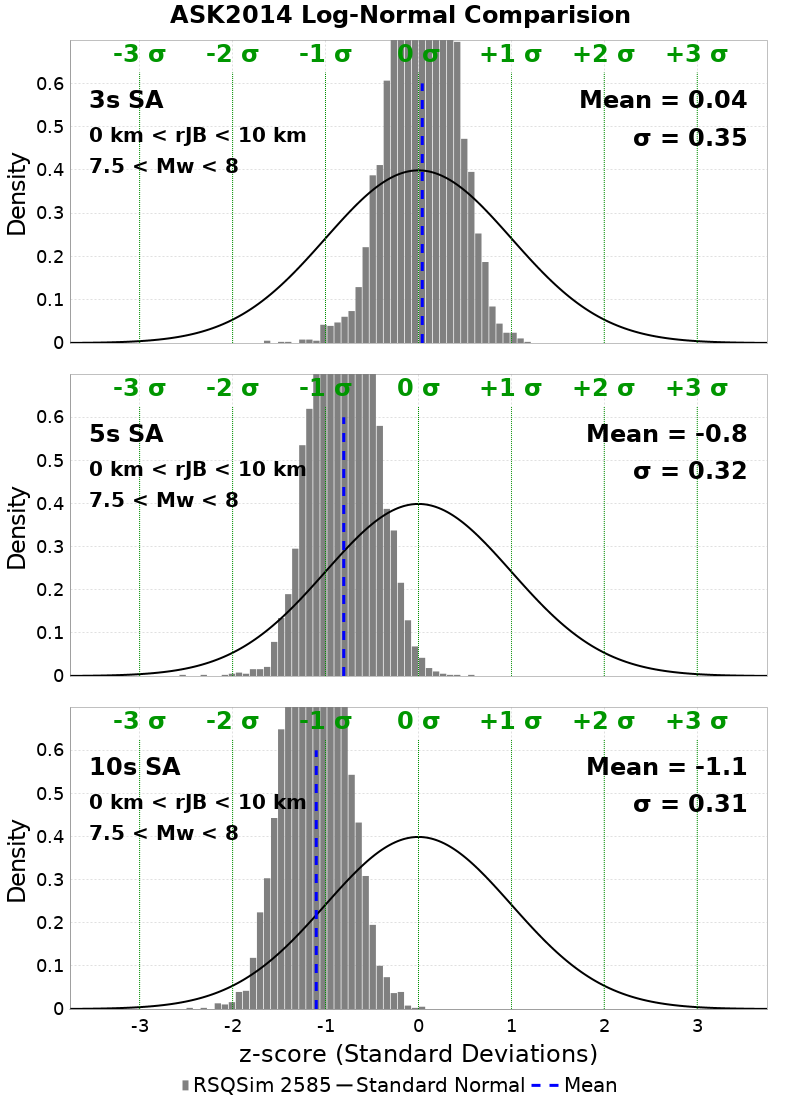 ASK2014 Log-Normal Comparision
-3 σ -2 σ -1 σ 0 σ +1 σ +2 σ +3 σ
0.6
0.5
0.4
0.3
0.2
0.1
0
Density
3s SA
0 km < rJB < 10 km
7.5 < Mw < 8
Mean = 0.04
σ = 0.35
-3 σ -2 σ -1 σ 0 σ +1 σ +2 σ +3 σ
0.6
0.5
0.4
0.3
0.2
0.1
0
Density
5s SA
0 km < rJB < 10 km
7.5 < Mw < 8
Mean = -0.8
σ = 0.32
-3 σ -2 σ -1 σ 0 σ +1 σ +2 σ +3 σ
0.6
0.5
0.4
0.3
0.2
0.1
0
Density
10s SA
0 km < rJB < 10 km
7.5 < Mw < 8
Mean = -1.1
σ = 0.31
-3 -2 -1 0 1 2 3
z-score (Standard Deviations)
RSQSim 2585 Standard Normal Mean